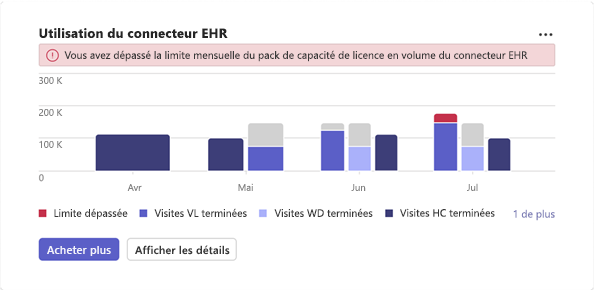 Utilisation du connecteur EHR
Vous avez dépassé la limite mensuelle du pack de capacité de licence en volume du connecteur EHR
300 K
200 K
100 K
0
Avr Mai Jun Jul
Limite dépassée Visites VL terminées Visites WD terminées Visites HC terminées 1 de plus
Acheter plus Afficher les détails